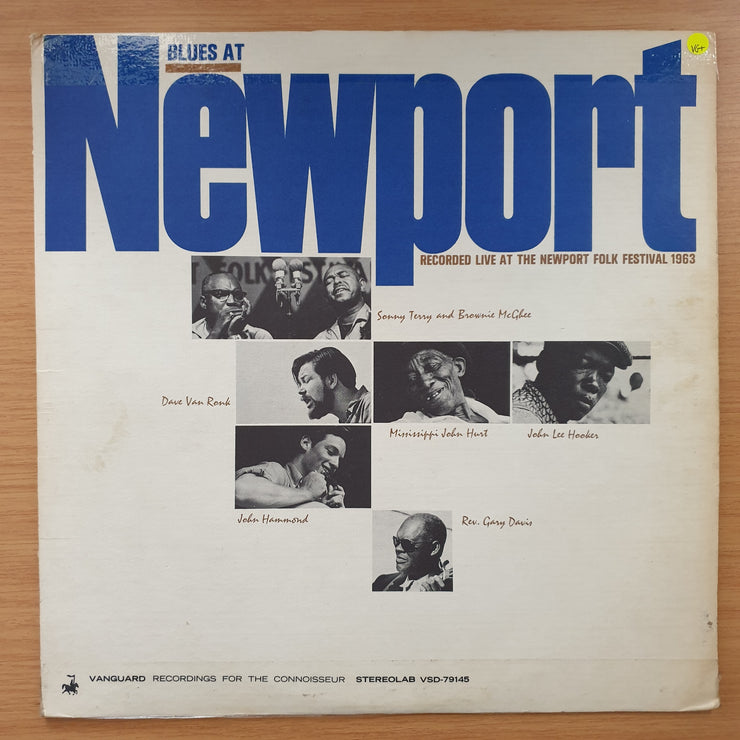 BLUES AT
VG+
Newport
RECORDED LIVE AT THE NEWPORT FOLK FESTIVAL 1963
T FOLK FESTIVA
Sonny Terry and Brownie McGhee
Dave Van Ronk
Mississippi John Hurt
John Lee Hooker
John Hammond
Rev. Gary Davis
VANGUARD RECORDINGS FOR THE CONNOISSEUR STEREOLAB VSD-79145